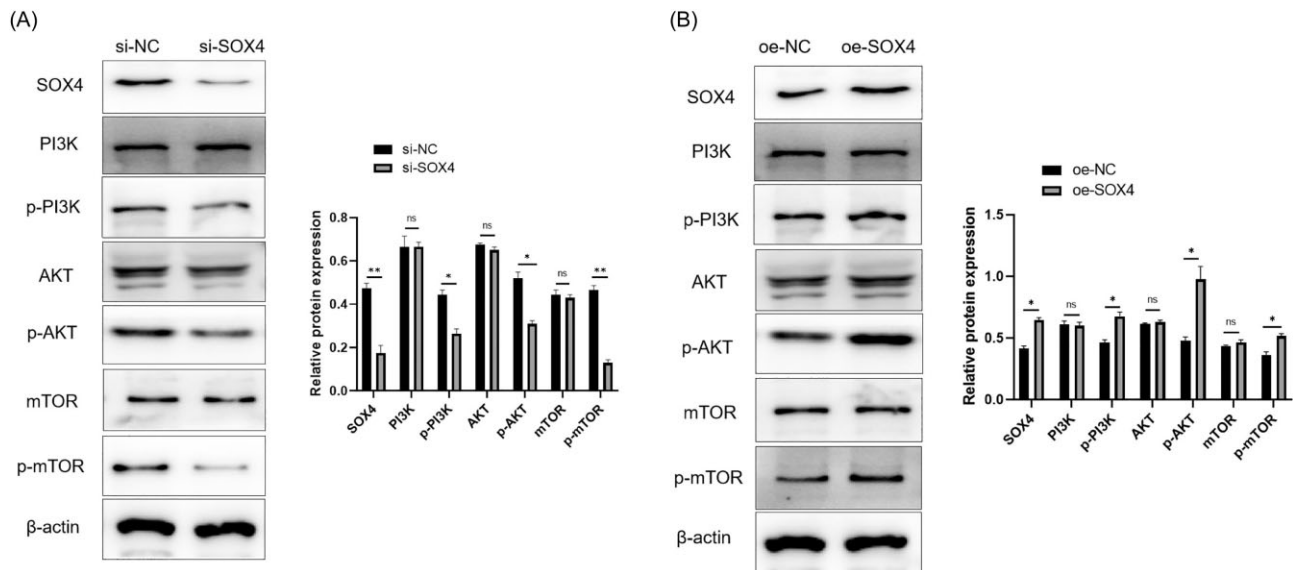 (A)
si-NC si-SOX4
SOX4
PI3K
p-PI3K
AKT
p-AKT
mTOR
p-mTOR
β-actin
si-NC
si-SOX4
Relative protein expression
0.8
0.6
0.4
0.2
0.0
** ns * ns * ns **
SOX4 PI3K p-PI3K AKT p-AKT mTOR p-mTOR
(B)
oe-NC oe-SOX4
SOX4
PI3K
p-PI3K
AKT
p-AKT
mTOR
p-mTOR
β-actin
oe-NC
oe-SOX4
Relative protein expression
1.5
1.0
0.5
0.0
* ns * ns * ns *
SOX4 PI3K p-PI3K AKT p-AKT mTOR p-mTOR